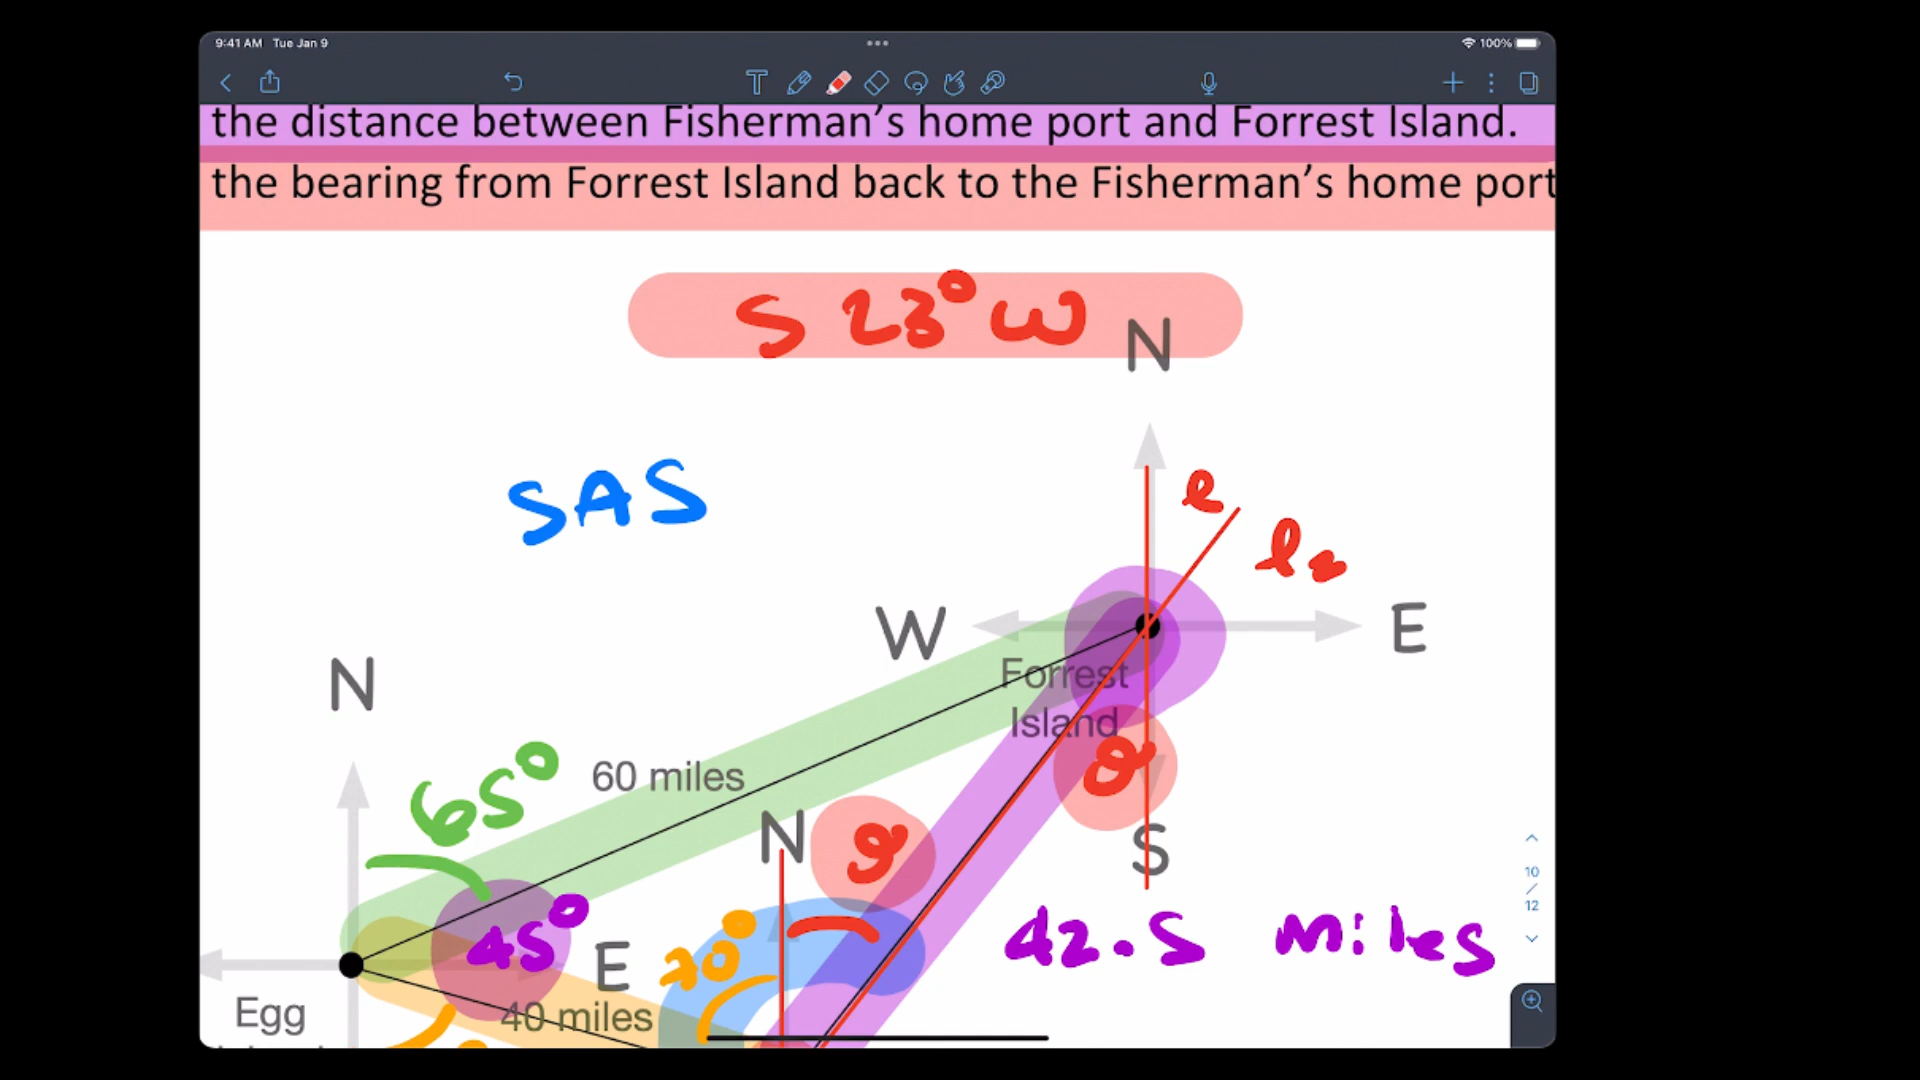 9:41 AM Tue Jan 9
100%
the distance between Fisherman's home port and Forrest Island.
the bearing from Forrest Island back to the Fisherman's home port
S 23° W
N
SAS
W
E
Forrest
Island
N
65°
60 miles
N
S
10
/
12
45°
E
70°
42.5 miles
Egg
40 miles